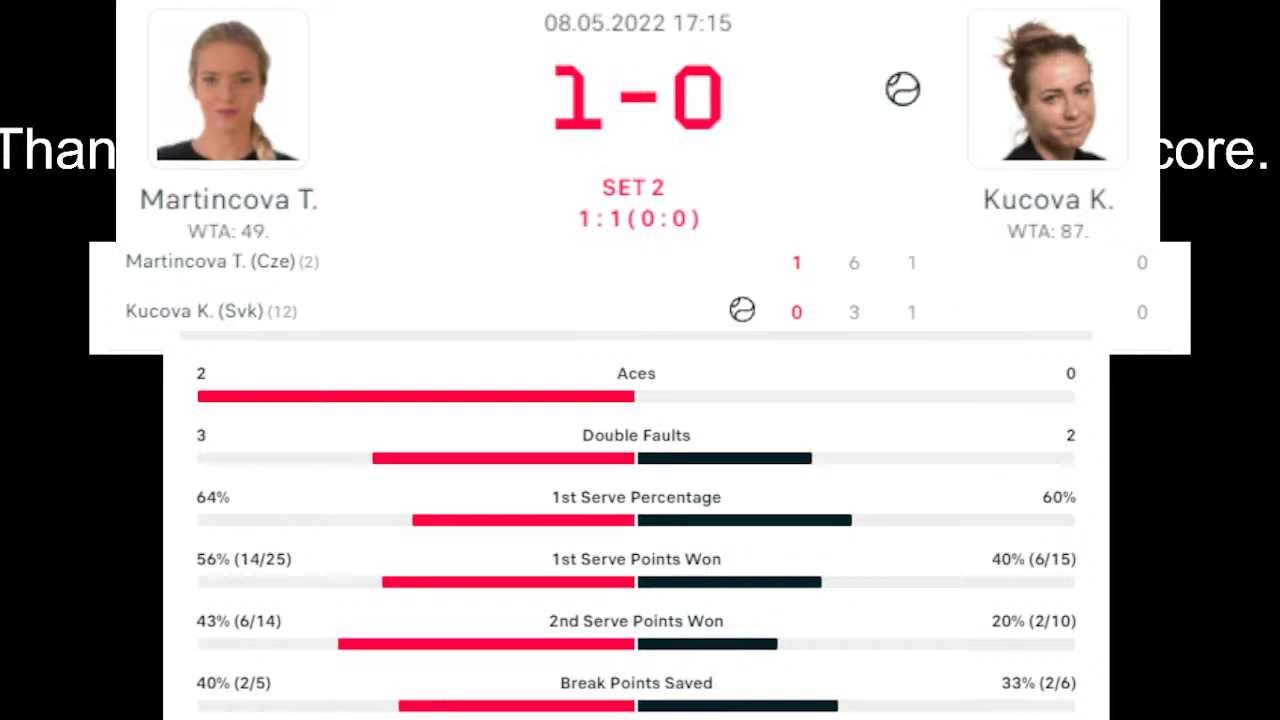 08.05.2022 17:15
1-0
Than core.
SET 2
1 : 1 ( 0 : 0 )
Martincova T.
WTA: 49.
Kucova K.
WTA: 87.
Martincova T. (Cze) (2) 1 6 1 0
Kucova K. (Svk) (12) 0 3 1 0
2 Aces 0
3 Double Faults 2
64% 1st Serve Percentage 60%
56% (14/25) 1st Serve Points Won 40% (6/15)
43% (6/14) 2nd Serve Points Won 20% (2/10)
40% (2/5) Break Points Saved 33% (2/6)